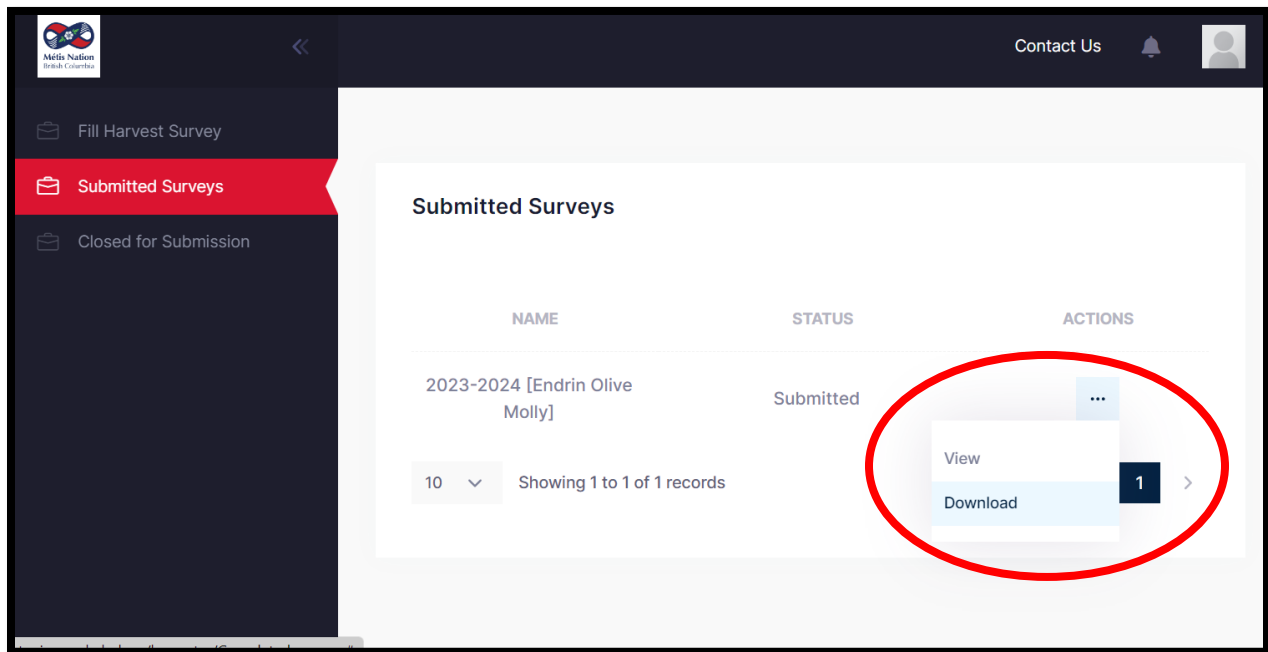 Métis Nation
British Columbia
Contact Us
Fill Harvest Survey
Submitted Surveys
Closed for Submission
Submitted Surveys
NAME STATUS ACTIONS
2023-2024 [Endrin Olive
Molly]
Submitted
...
View
Download
10 Showing 1 to 1 of 1 records
1